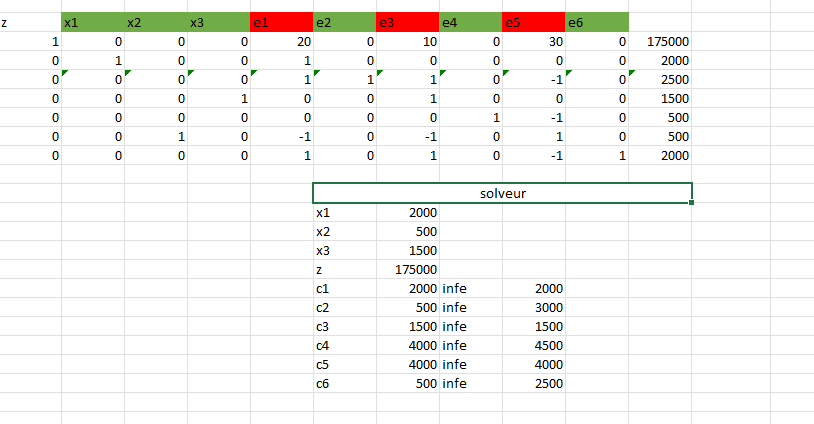 z x1 x2 x3 e1 e2 e3 e4 e5 e6
1 0 0 0 20 0 10 0 30 0 175000
0 1 0 0 1 0 0 0 0 0 2000
0 0 0 0 1 1 1 0 -1 0 2500
0 0 0 1 0 0 1 0 0 0 1500
0 0 0 0 0 0 0 1 -1 0 500
0 0 1 0 -1 0 -1 0 1 0 500
0 0 0 0 1 0 1 0 -1 1 2000
solveur
x1 2000
x2 500
x3 1500
z 175000
c1 2000 infe 2000
c2 500 infe 3000
c3 1500 infe 1500
c4 4000 infe 4500
c5 4000 infe 4000
c6 500 infe 2500